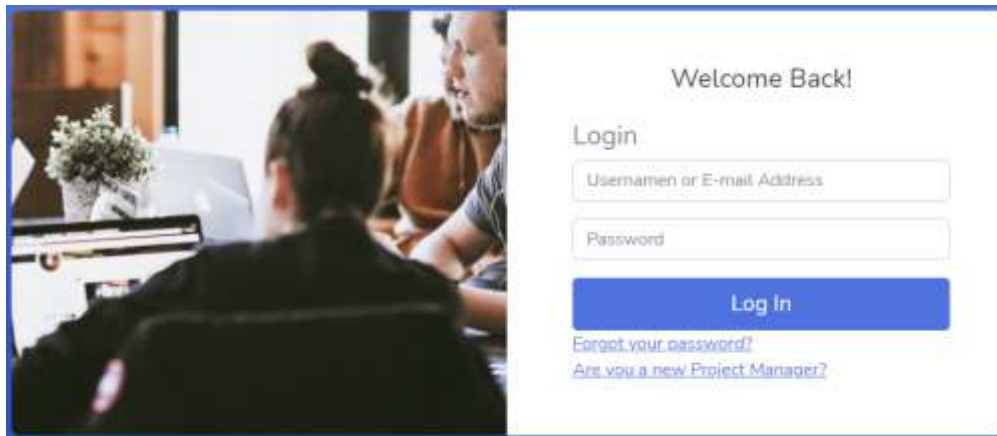 Welcome Back!
Login
Usernamen or E-mail Address
Password
Log In
Forgot your password?
Are you a new Project Manager?